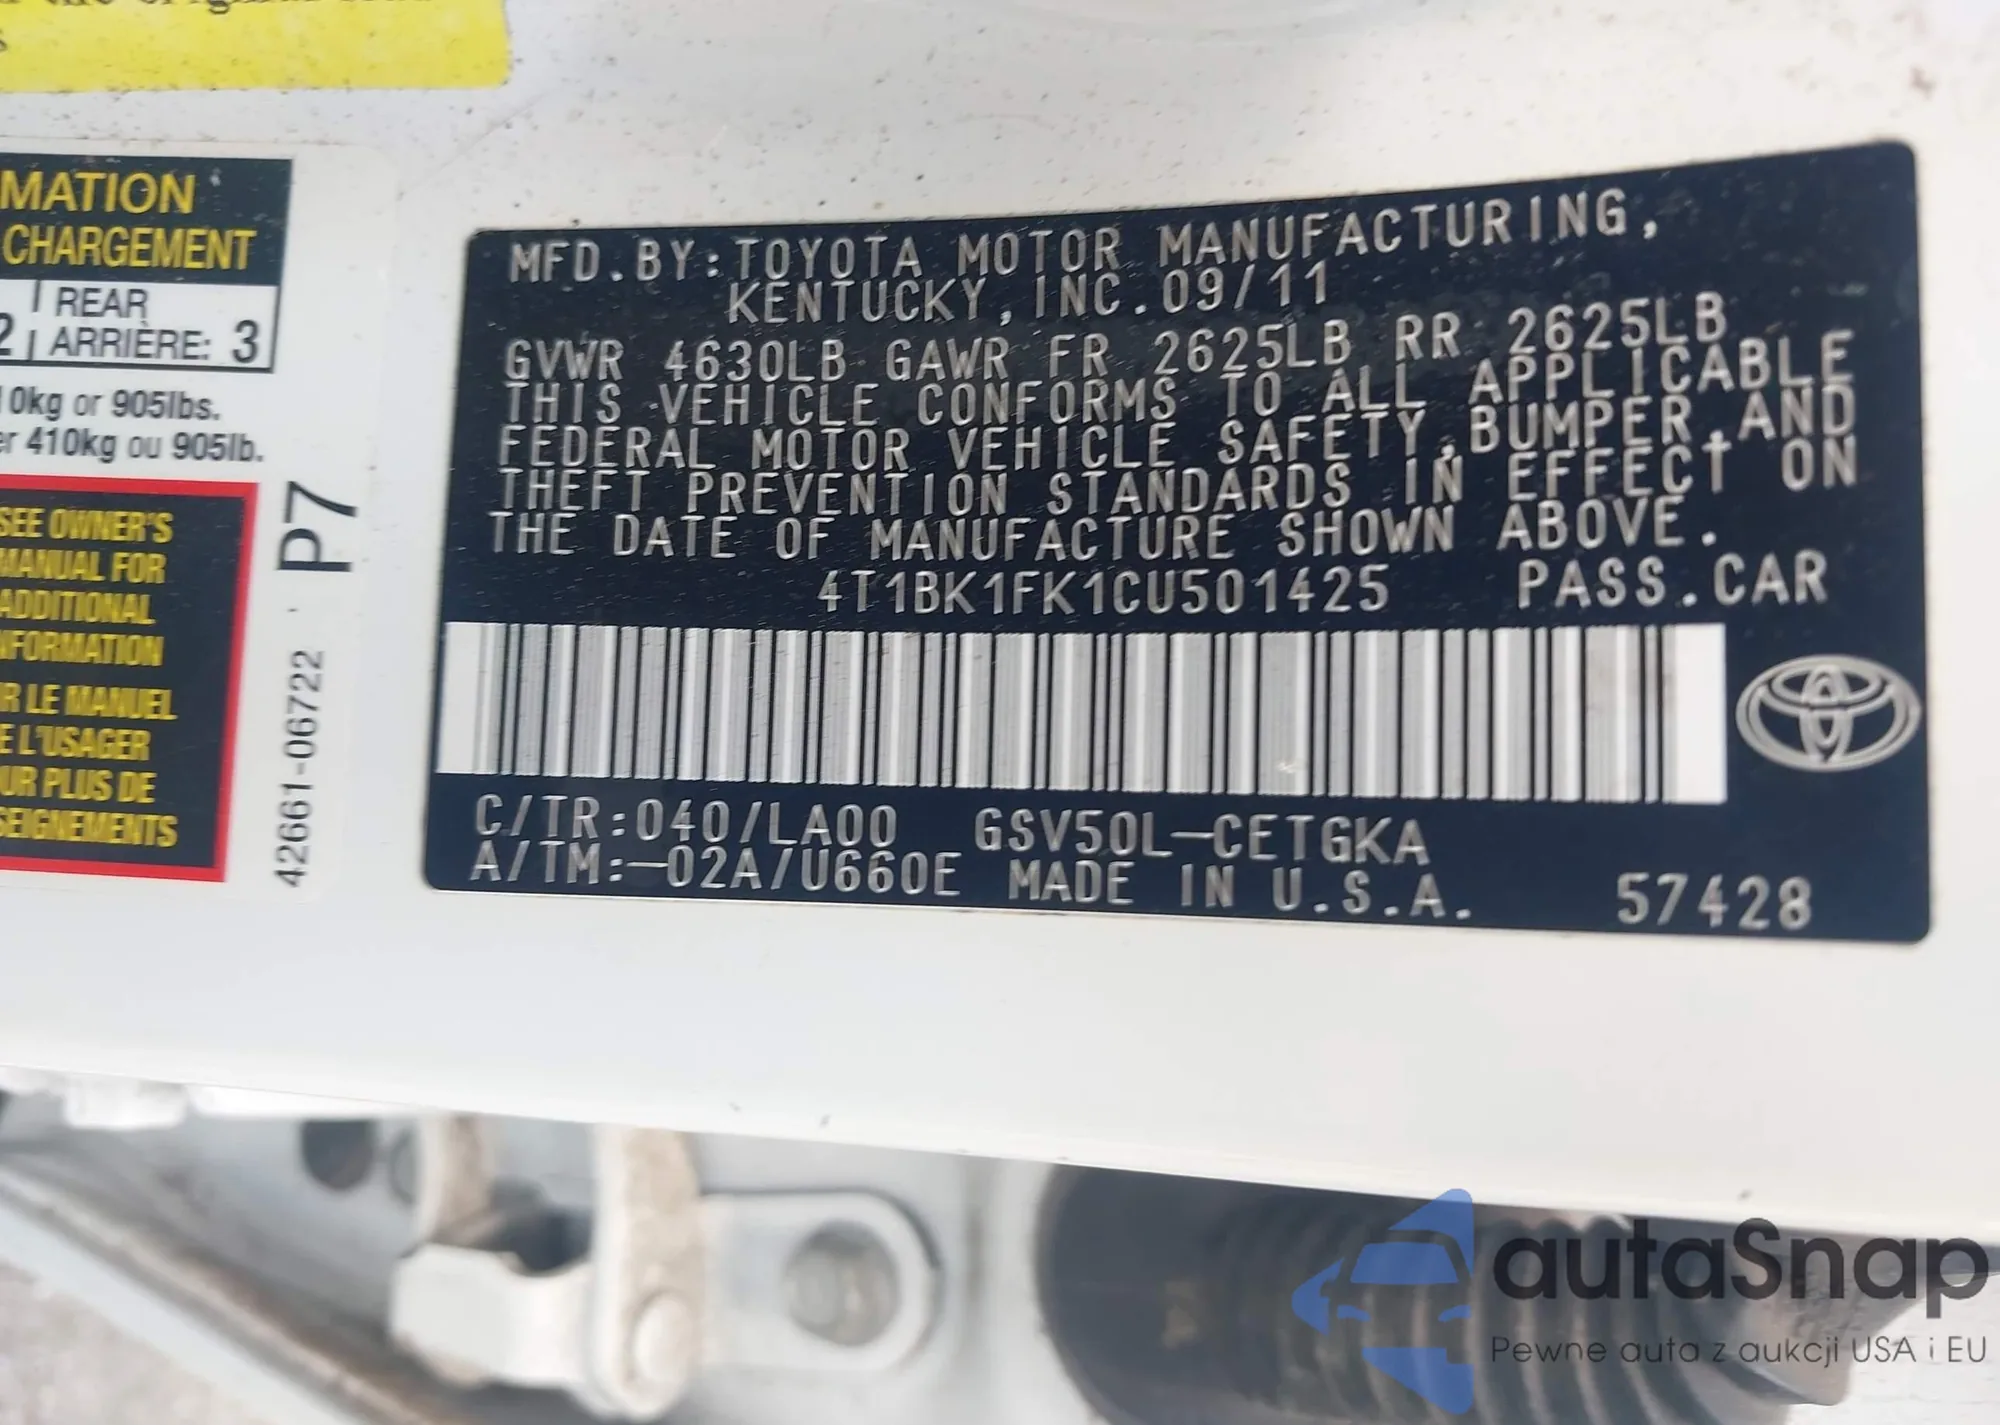 MATION
CHARGEMENT
REAR
2 ARRIÈRE: 3
10kg or 905lbs.
er 410kg ou 905lb.
SEE OWNER'S
MANUAL FOR
ADDITIONAL
NFORMATION
R LE MANUEL
E L'USAGER
UR PLUS DE
SEIGNEMENTS
42661-06722 P7
MFD.BY:TOYOTA MOTOR MANUFACTURING,
KENTUCKY,INC.09/11
GVWR 4630LB GAWR FR 2625LB RR 2625LB
THIS VEHICLE CONFORMS TO ALL APPLICABLE
FEDERAL MOTOR VEHICLE SAFETY,BUMPER,AND
THEFT PREVENTION STANDARDS IN EFFECT ON
THE DATE OF MANUFACTURE SHOWN ABOVE.
4T1BK1FK1CU501425 PASS.CAR
C/TR:040/LA00 GSV50L-CETGKA
A/TM:-02A/U660E MADE IN U.S.A. 57428
autaSnap
Pewne auta z aukcji USA i EU